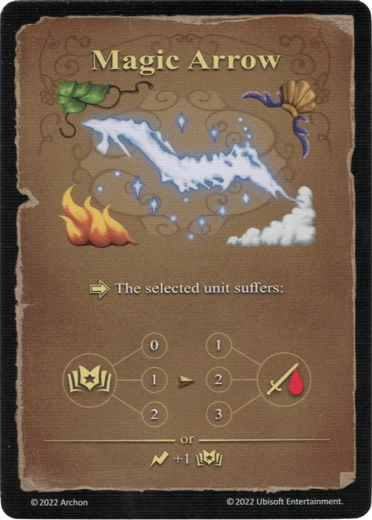 Magic Arrow
The selected unit suffers:
0 1
1 2
2 3
or
+1
© 2022 Archon © 2022 Ubisoft Entertainment.